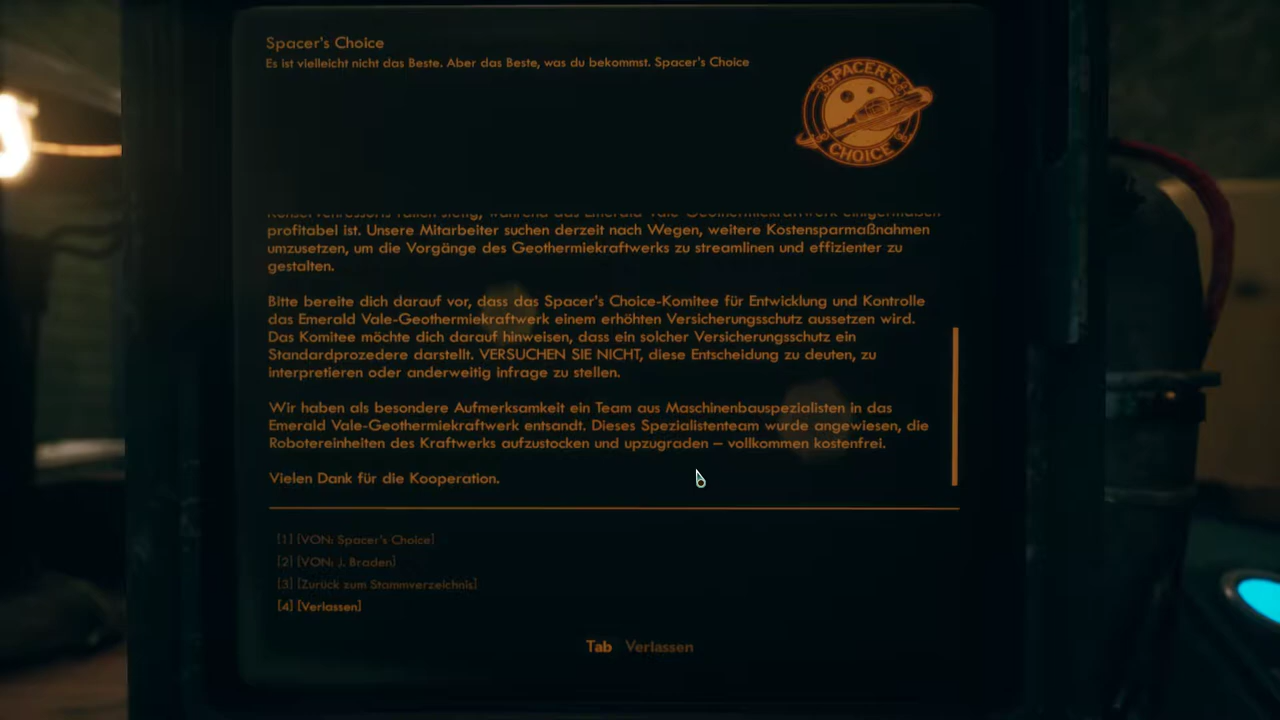 Spacer's Choice
Es ist vielleicht nicht das Beste. Aber das Beste, was du bekommst. Spacer's Choice
SPACER'S
CHOICE
profitabel ist. Unsere Mitarbeiter suchen derzeit nach Wegen, weitere Kostensparmaßnahmen
umzusetzen, um die Vorgänge des Geothermiekraftwerks zu streamlinen und effizienter zu
gestalten.
Bitte bereite dich darauf vor, dass das Spacer's Choice-Komitee für Entwicklung und Kontrolle
das Emerald Vale-Geothermiekraftwerk einem erhöhten Versicherungsschutz aussetzen wird.
Das Komitee möchte dich darauf hinweisen, dass ein solcher Versicherungsschutz ein
Standardprozedere darstellt. VERSUCHEN SIE NICHT, diese Entscheidung zu deuten, zu
interpretieren oder anderweitig infrage zu stellen.
Wir haben als besondere Aufmerksamkeit ein Team aus Maschinenbauspezialisten in das
Emerald Vale-Geothermiekraftwerk entsandt. Dieses Spezialistenteam wurde angewiesen, die
Robotereinheiten des Kraftwerks aufzustocken und upzugraden – vollkommen kostenfrei.
Vielen Dank für die Kooperation.
[1] [VON: Spacer's Choice]
[2] [VON: J. Braden]
[3] [Zurück zum Stammverzeichnis]
[4] [Verlassen]
Tab Verlassen